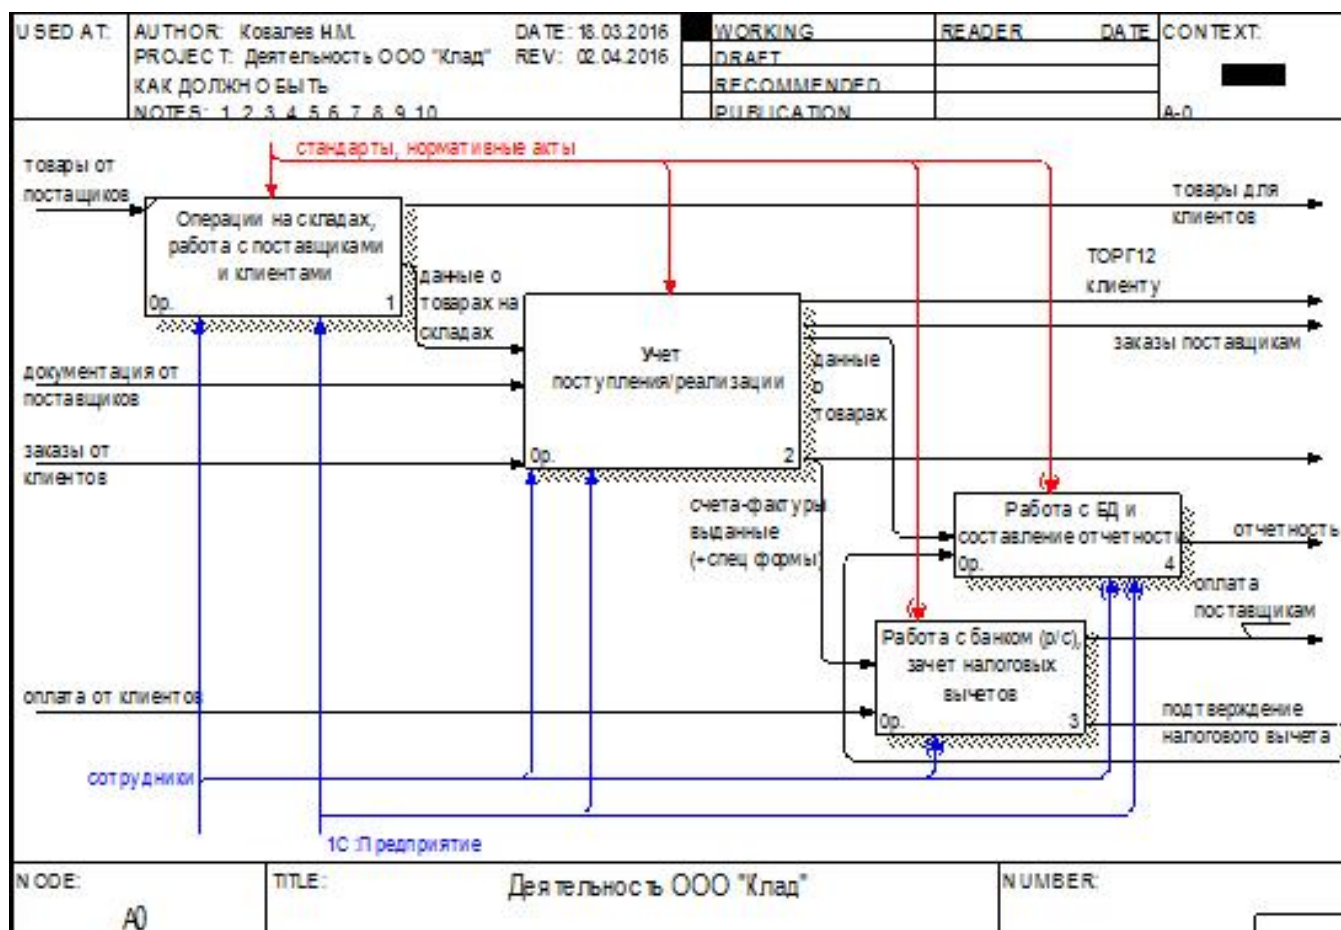 USED AT:
AUTHOR: Ковалев Н.М.
DATE: 18.03.2016
PROJECT: Деятельность ООО "Клад"
REV: 02.04.2016
КАК ДОЛЖНО БЫТЬ
NOTES: 1 2 3 4 5 6 7 8 9 10
WORKING
DRAFT
RECOMMENDED
PUBLICATION
READER
DATE
CONTEXT:
A-0
стандарты, нормативные акты
товары от
постащиков
Операции на складах,
работа с поставщиками
и клиентами
0р.
1
товары для
клиентов
данные о
товарах на
складах
ТОРГ12
клиенту
заказы поставщикам
Учет
поступления/реализации
0р.
2
документация от
поставщиков
данные
о
товарах
заказы от
клиентов
счета-фактуры
выданные
(+спец формы)
Работа с БД и
составление отчетности
0р.
4
отчетность
оплата
поставщикам
Работа с банком (р/с),
зачет налоговых
вычетов
0р.
3
оплата от клиентов
подтверждение
налогового вычета
сотрудники
1С:Предприятие
NODE:
A0
TITLE:
Деятельность ООО "Клад"
NUMBER: